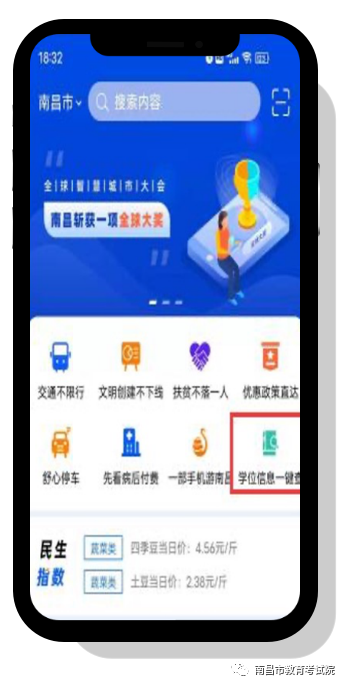 18:32
南昌市
搜索内容
全|球|智|慧|城|市|大|会
南昌斩获一项全球大奖
全球大奖
交通不限行
文明创建不下线
扶贫不落一人
优惠政策直达
舒心停车
先看病后付费
一部手机游南昌
学位信息一键查
民生
指数
蔬菜类
四季豆当日价：4.56元/斤
蔬菜类
土豆当日价：2.38元/斤
南昌市教育考试院